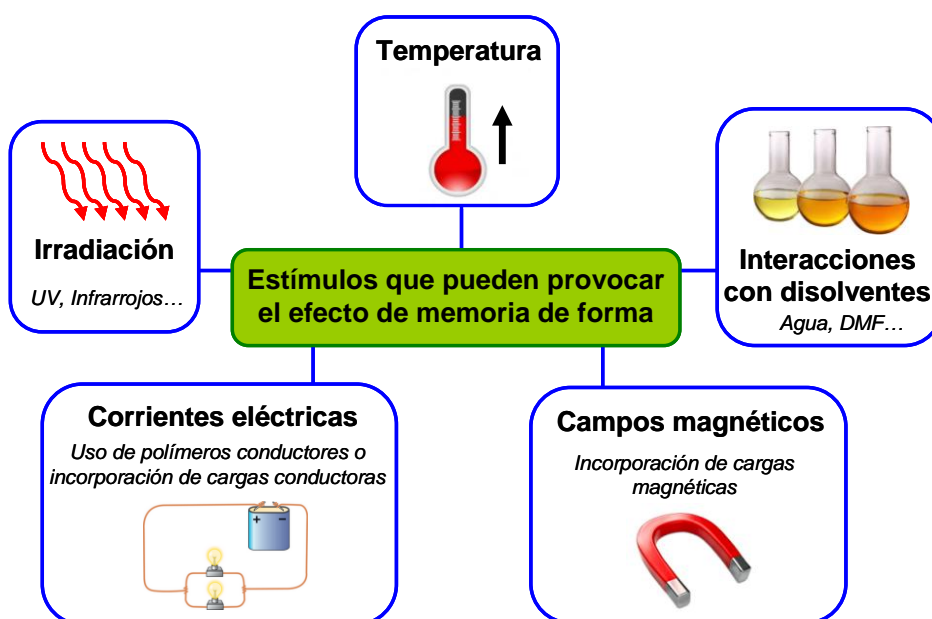 Temperatura
Irradiación
UV, Infrarrojos…
Estímulos que pueden provocar
el efecto de memoria de forma
Interacciones
con disolventes
Agua, DMF…
Corrientes eléctricas
Uso de polímeros conductores o
incorporación de cargas conductoras
+ −
Campos magnéticos
Incorporación de cargas
magnéticas